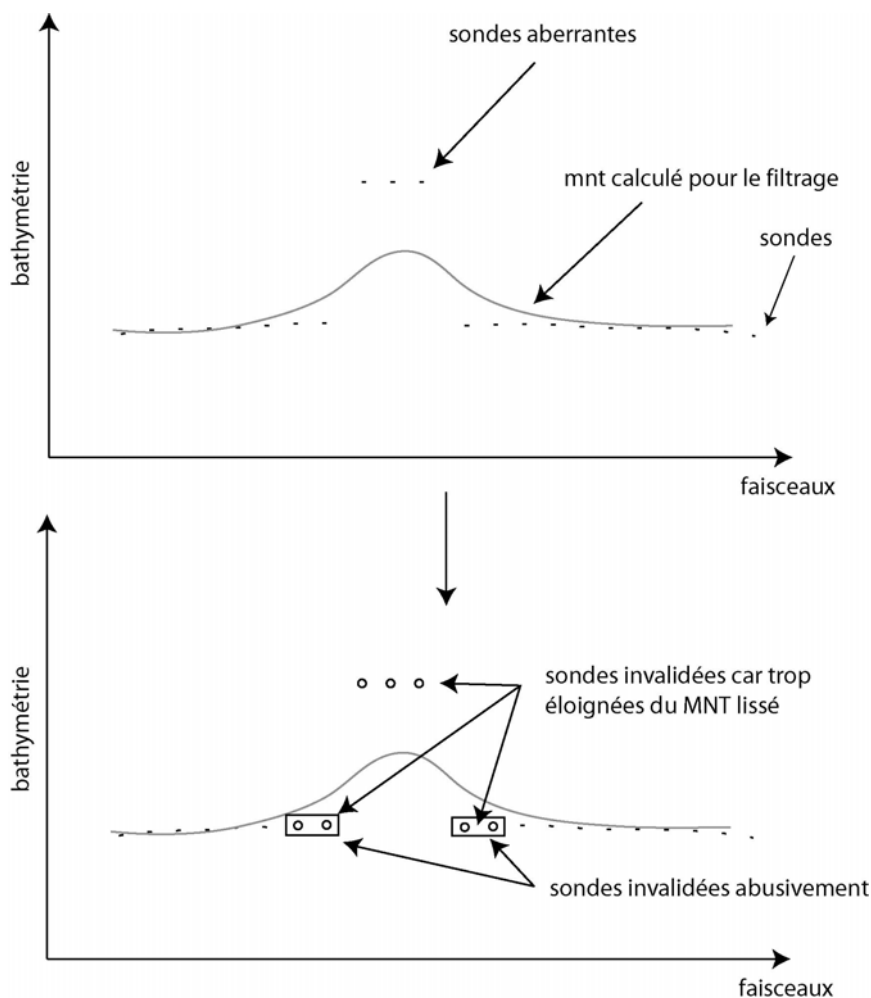 sondes aberrantes
mnt calculé pour le filtrage
sondes
bathymétrie
faisceaux
sondes invalidées car trop
éloignées du MNT lissé
bathymétrie
sondes invalidées abusivement
faisceaux